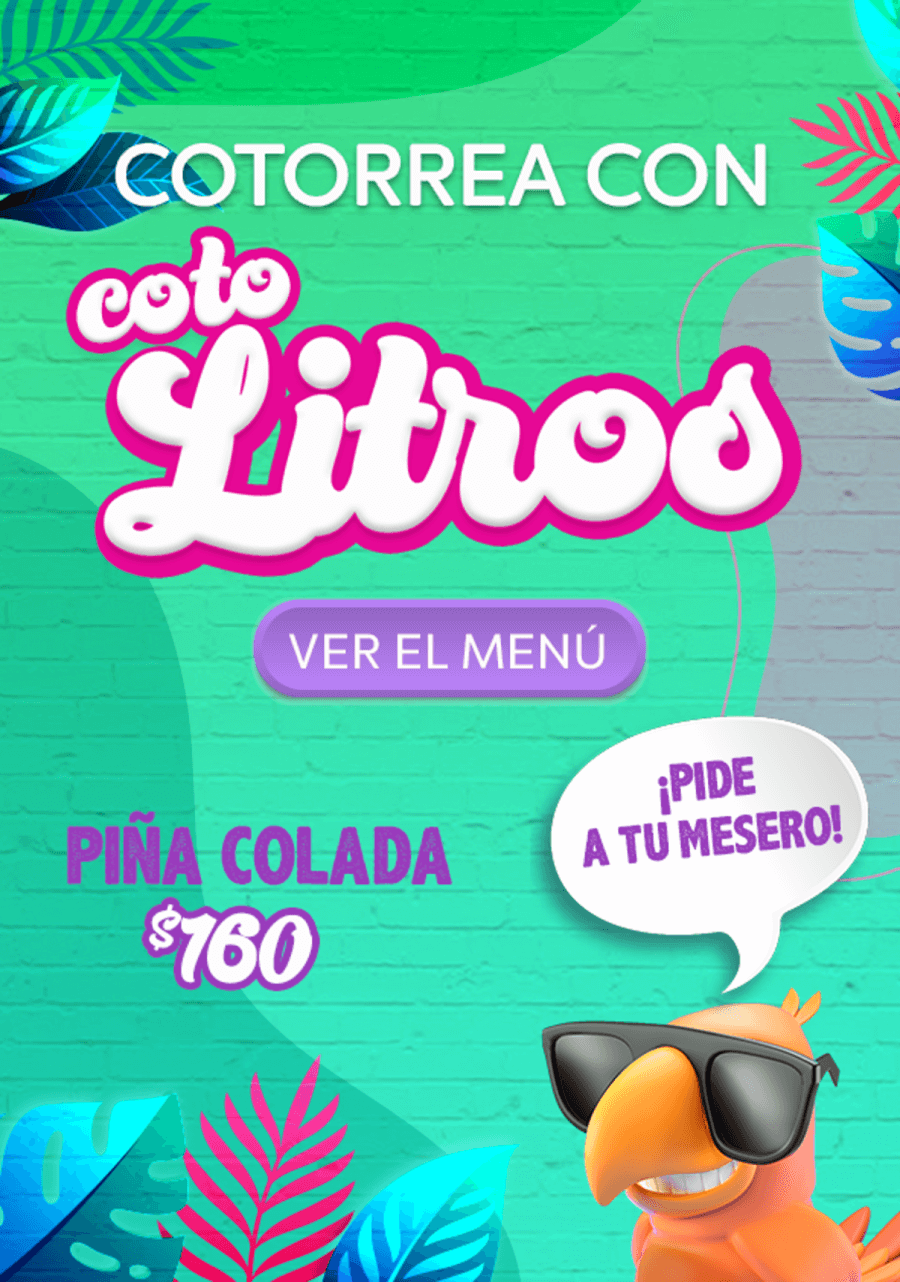 COTORREA CON
coto
Litros
VER EL MENÚ
¡PIDE
A TU MESERO!
PIÑA COLADA
$160